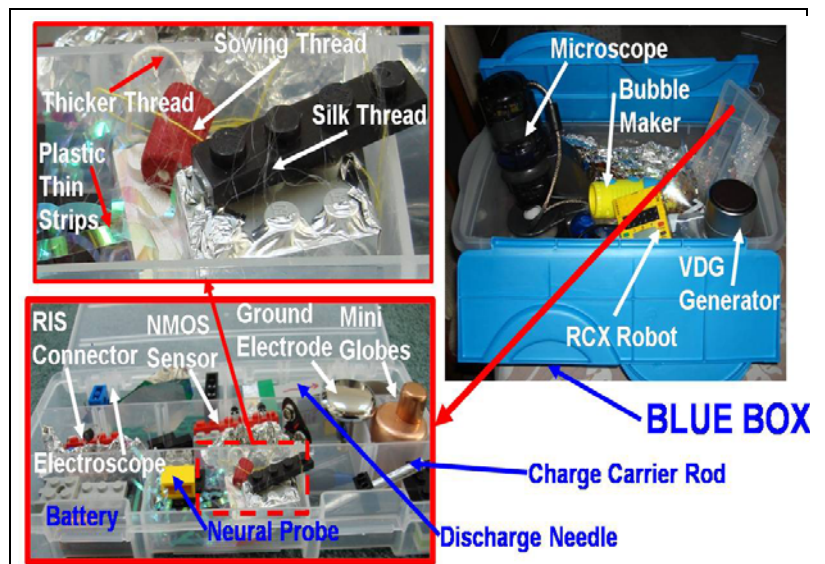 Sowing Thread
Thicker Thread
Silk Thread
Plastic
Thin
Strips
Microscope
Bubble
Maker
VDG
Generator
RCX Robot
BLUE BOX
RIS
Connector
NMOS
Sensor
Ground
Electrode
Mini
Globes
Electroscope
Battery
Neural Probe
Charge Carrier Rod
Discharge Needle